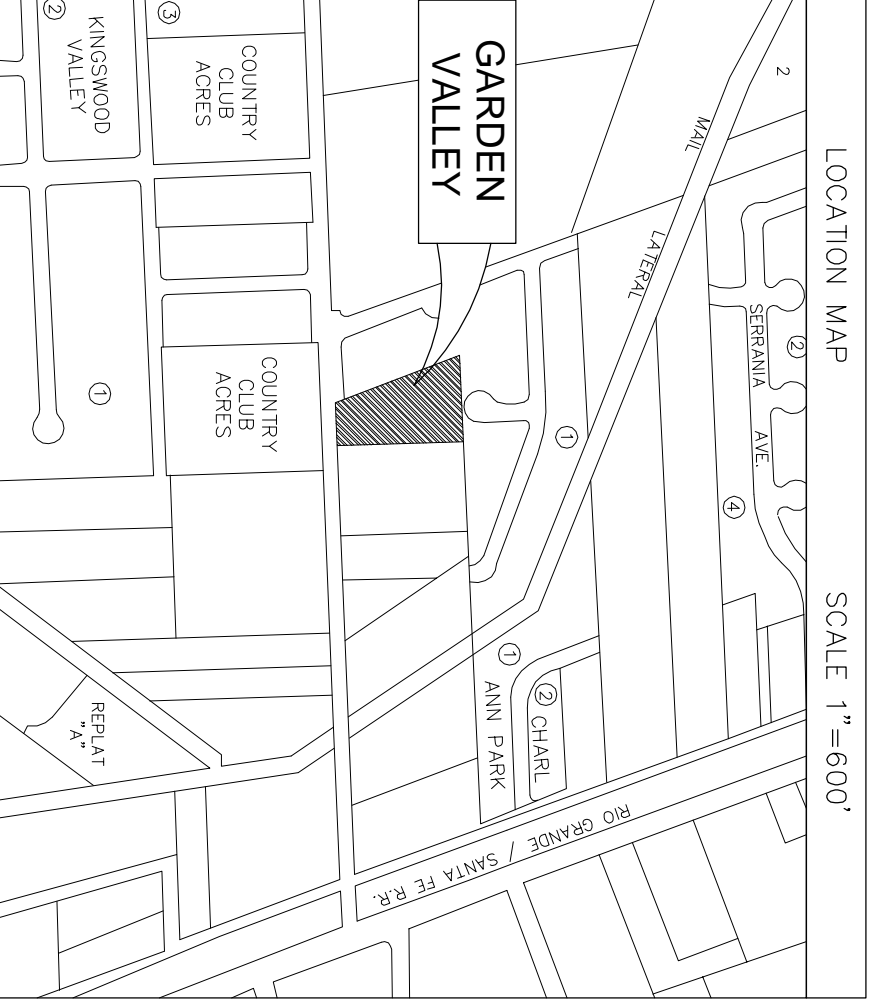 LOCATION MAP
SCALE 1"=600'
2
SERRANIA AVE.
2
4
MAIL
LATERAL
1
GARDEN
VALLEY
2 CHARL
1
ANN PARK
RIO GRANDE / SANTA FE R.R.
COUNTRY
CLUB
ACRES
3
COUNTRY
CLUB
ACRES
KINGSWOOD
VALLEY
2
1
REPLAT
"A"